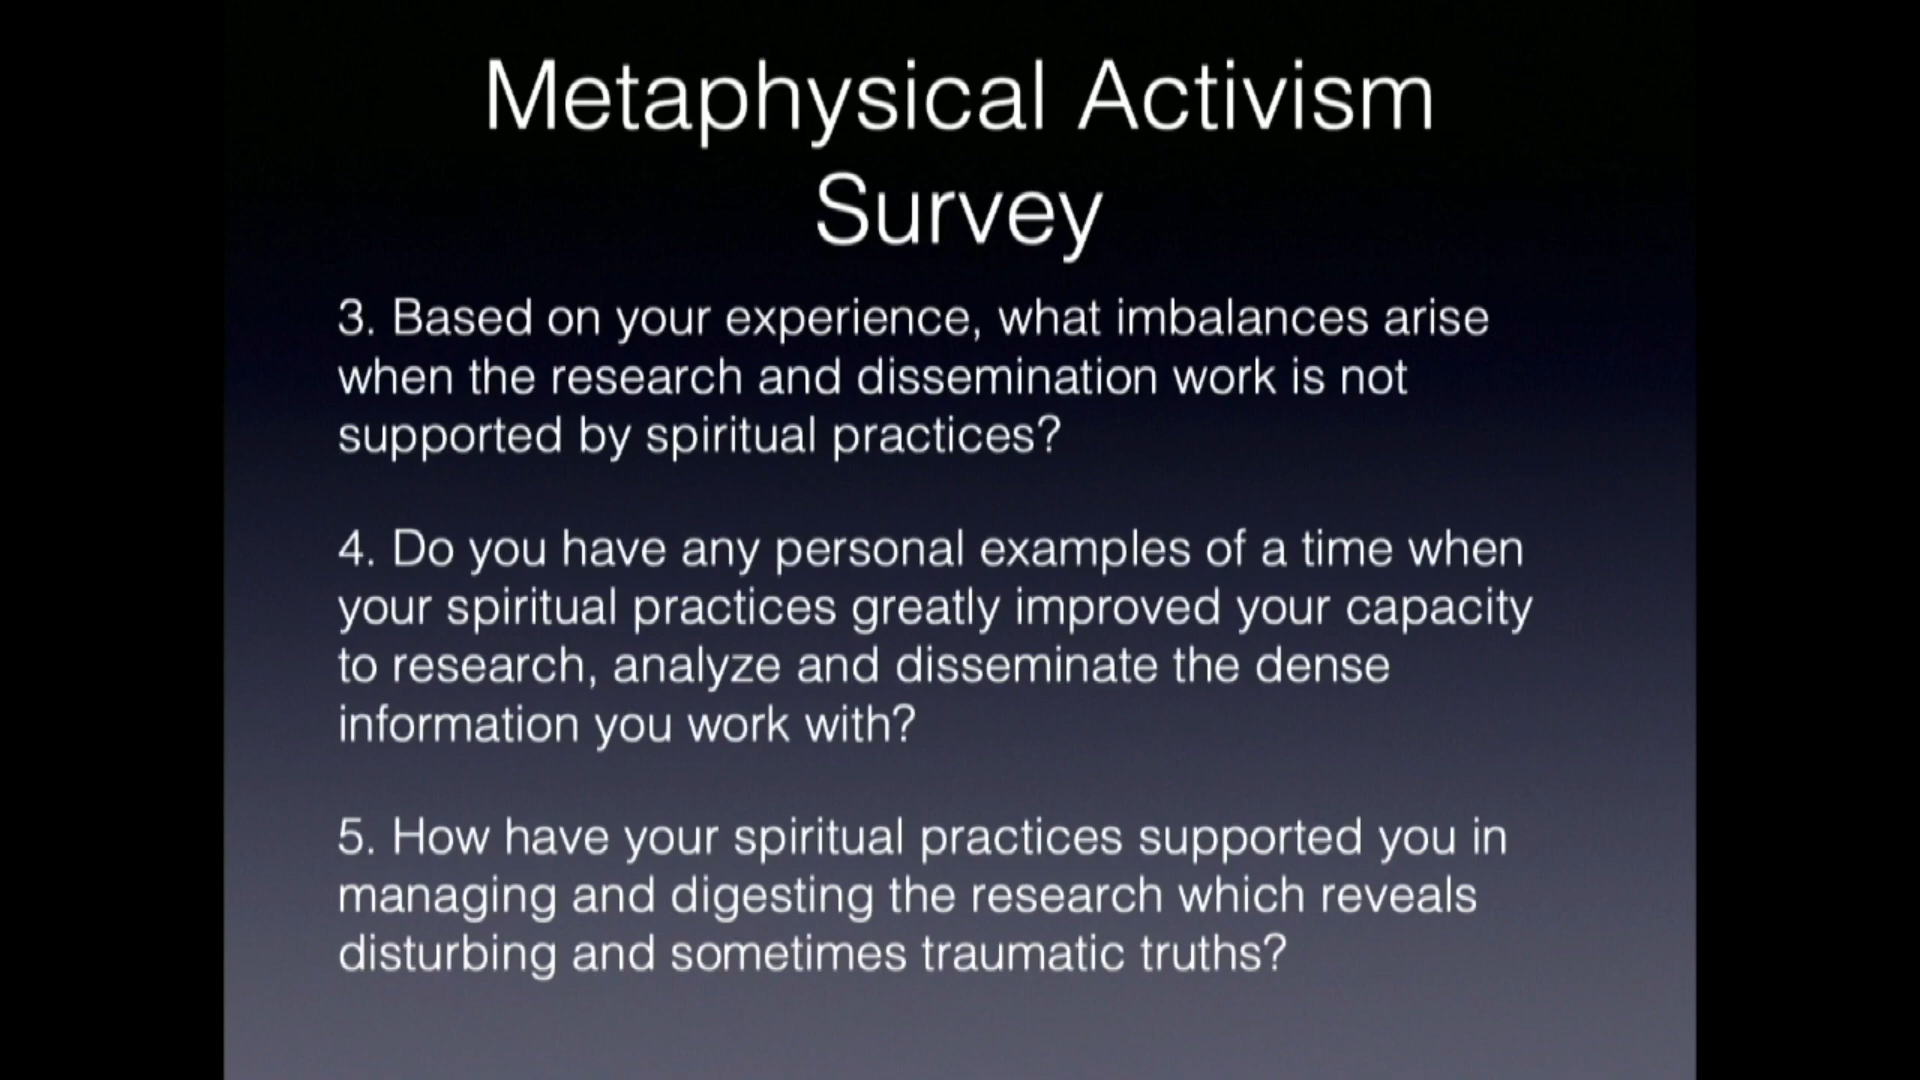 Metaphysical Activism
Survey
3. Based on your experience, what imbalances arise
when the research and dissemination work is not
supported by spiritual practices?
4. Do you have any personal examples of a time when
your spiritual practices greatly improved your capacity
to research, analyze and disseminate the dense
information you work with?
5. How have your spiritual practices supported you in
managing and digesting the research which reveals
disturbing and sometimes traumatic truths?